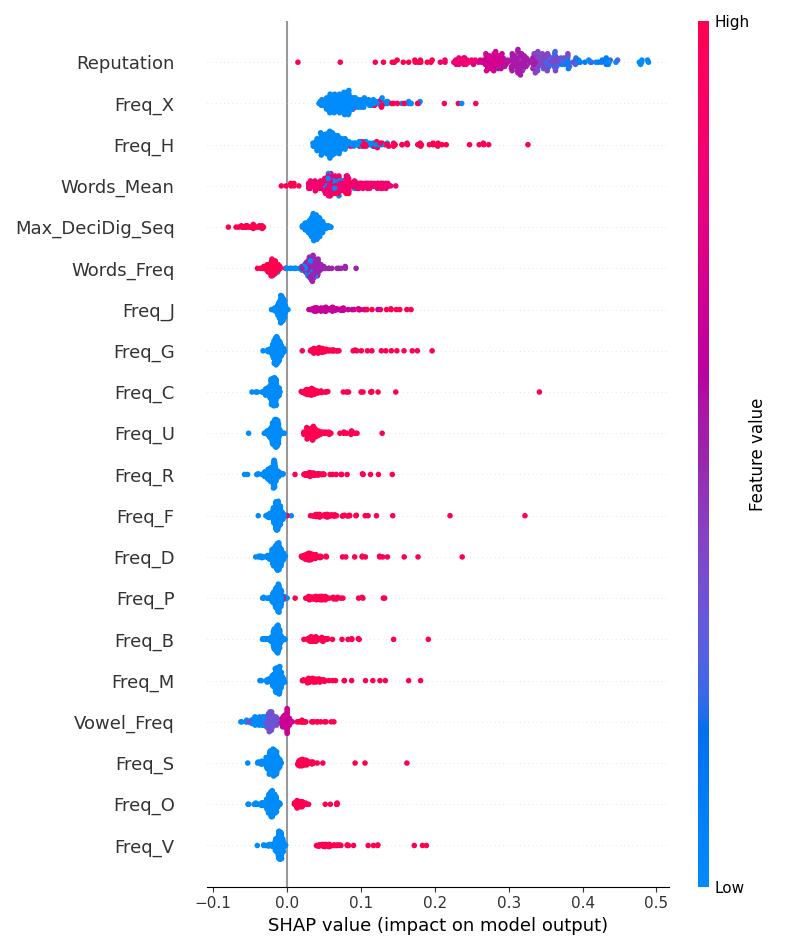 High
Reputation
Freq_X
Freq_H
Words_Mean
Max_DeciDig_Seq
Words_Freq
Freq_J
Freq_G
Freq_C
Freq_U
Freq_R
Freq_F
Freq_D
Freq_P
Freq_B
Freq_M
Vowel_Freq
Freq_S
Freq_O
Freq_V
Feature value
Low
−0.1 0.0 0.1 0.2 0.3 0.4 0.5
SHAP value (impact on model output)